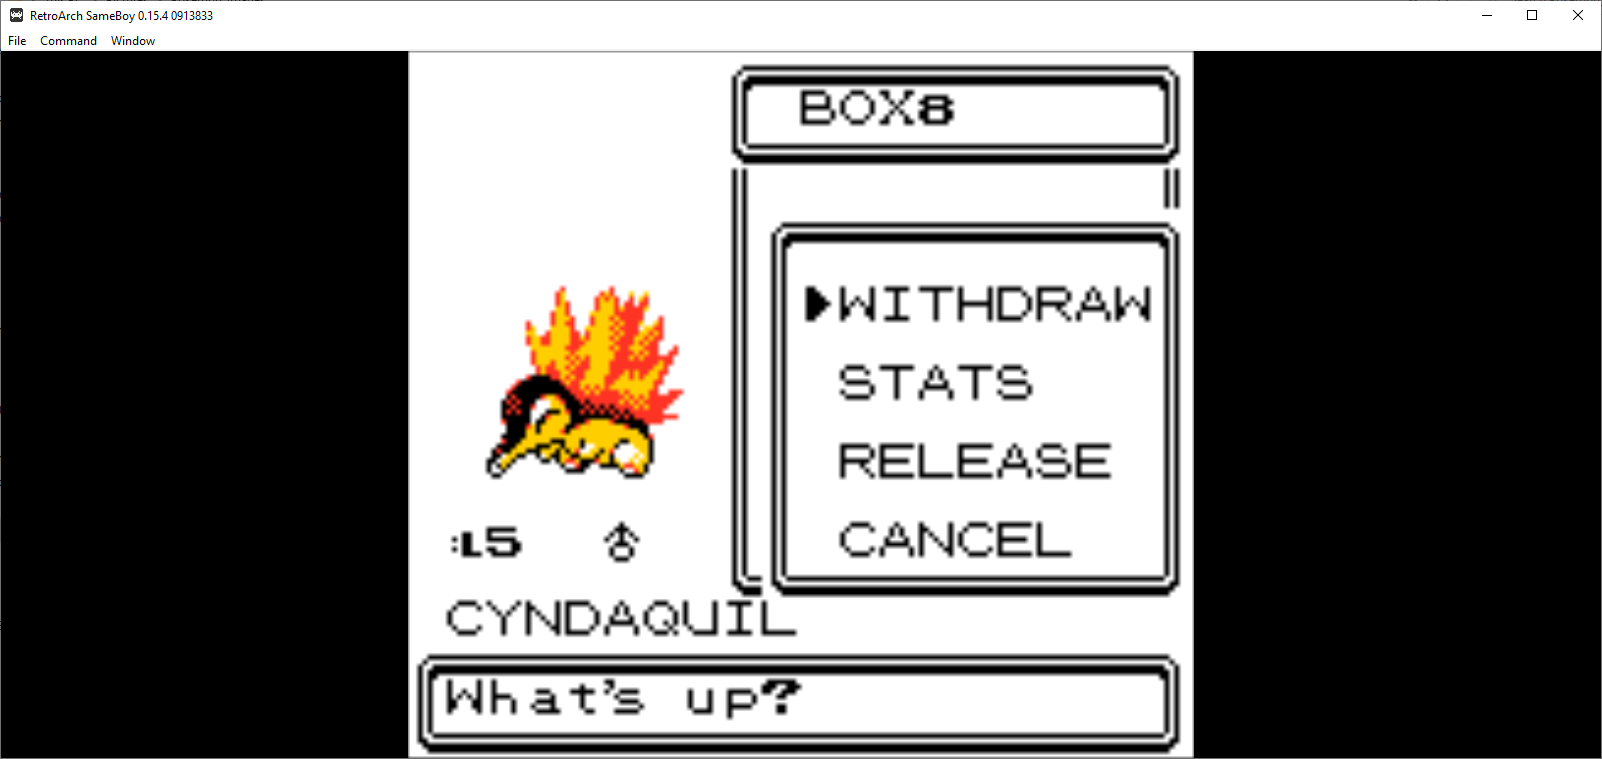 RetroArch SameBoy 0.15.4 0913833
File Command Window
BOX8
▶WITHDRAW
STATS
RELEASE
CANCEL
:L5 ♂
CYNDAQUIL
What's up?